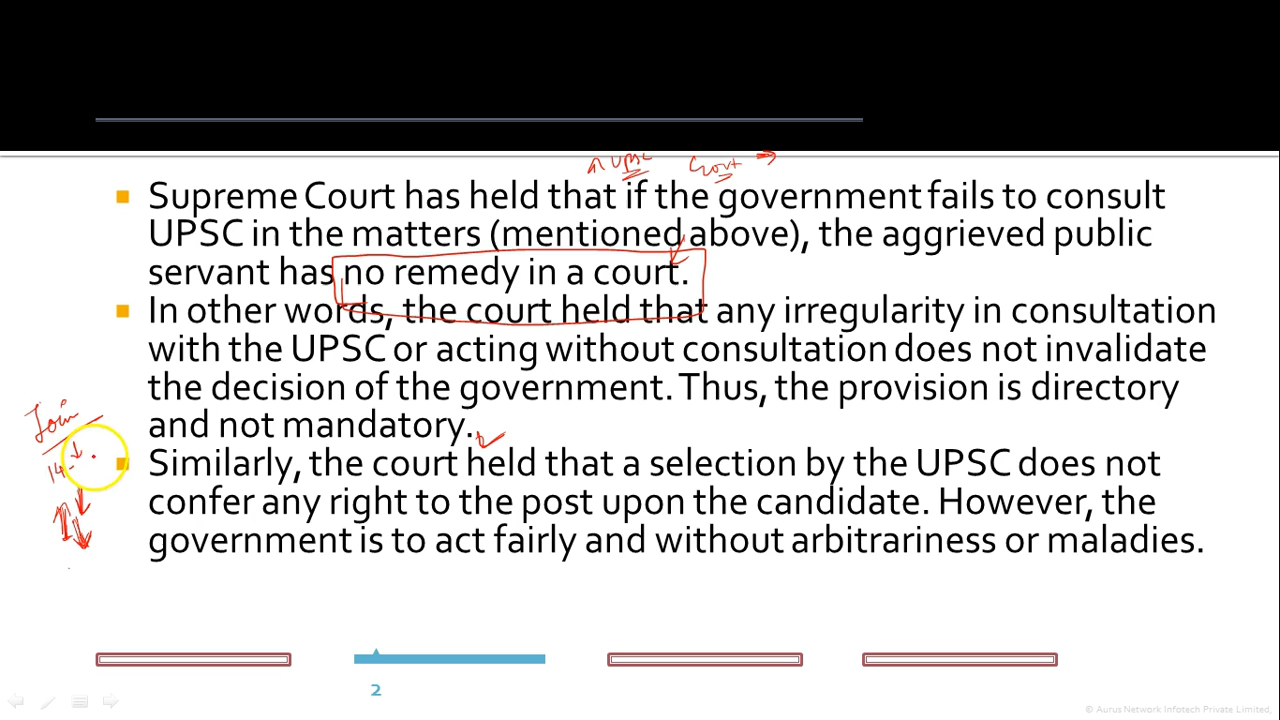 UPSC Govt
Supreme Court has held that if the government fails to consult
UPSC in the matters (mentioned above), the aggrieved public
servant has no remedy in a court.
In other words, the court held that any irregularity in consultation
with the UPSC or acting without consultation does not invalidate
the decision of the government. Thus, the provision is directory
and not mandatory.
Join
Similarly, the court held that a selection by the UPSC does not
14
confer any right to the post upon the candidate. However, the
government is to act fairly and without arbitrariness or maladies.
2
© Aurus Network Infotech Private Limited,